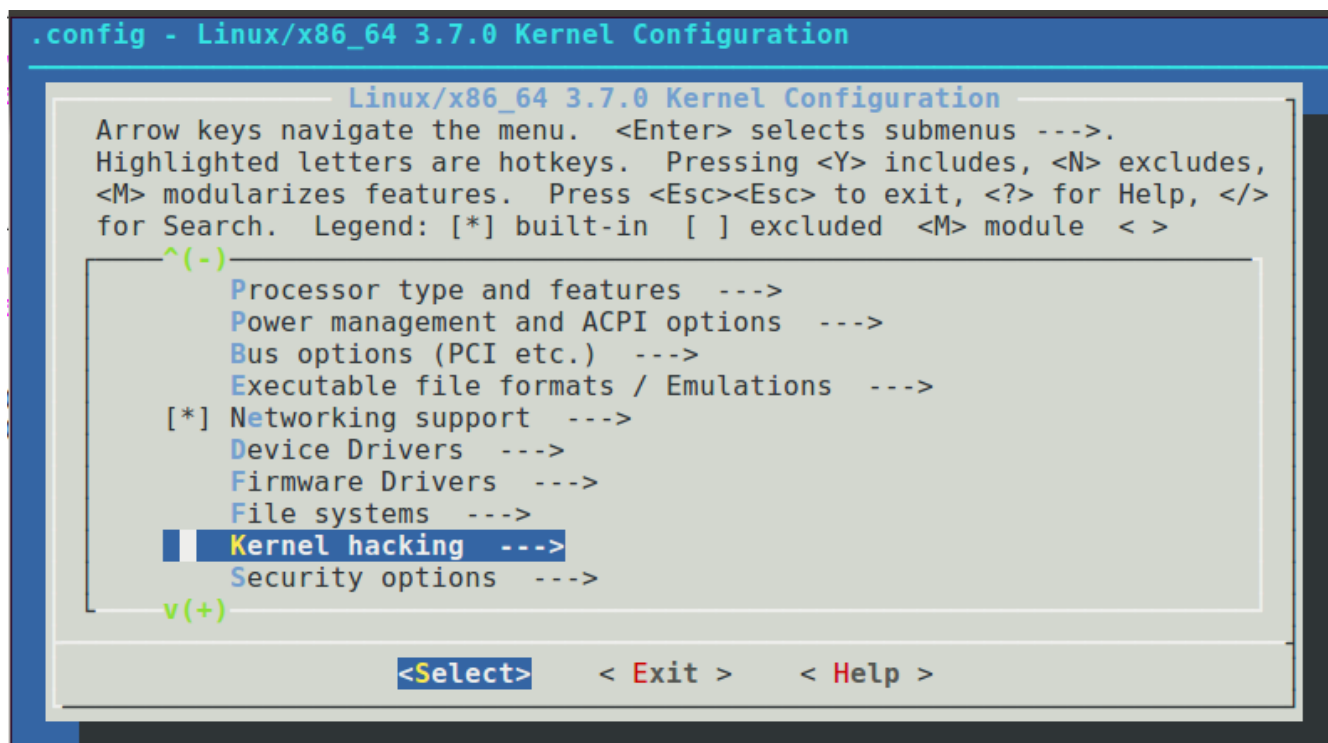 .config - Linux/x86_64 3.7.0 Kernel Configuration
Linux/x86_64 3.7.0 Kernel Configuration
Arrow keys navigate the menu.  <Enter> selects submenus --->.
Highlighted letters are hotkeys.  Pressing <Y> includes, <N> excludes,
<M> modularizes features.  Press <Esc><Esc> to exit, <?> for Help, </>
for Search.  Legend: [*] built-in  [ ] excluded  <M> module  < >
^(-)
Processor type and features  --->
Power management and ACPI options  --->
Bus options (PCI etc.)  --->
Executable file formats / Emulations  --->
[*] Networking support  --->
Device Drivers  --->
Firmware Drivers  --->
File systems  --->
Kernel hacking  --->
Security options  --->
v(+)
<Select>    < Exit >    < Help >